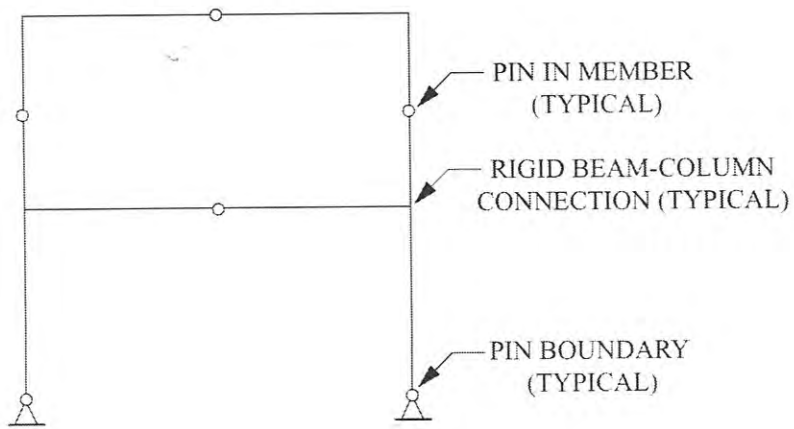 PIN IN MEMBER
(TYPICAL)
RIGID BEAM-COLUMN
CONNECTION (TYPICAL)
PIN BOUNDARY
(TYPICAL)